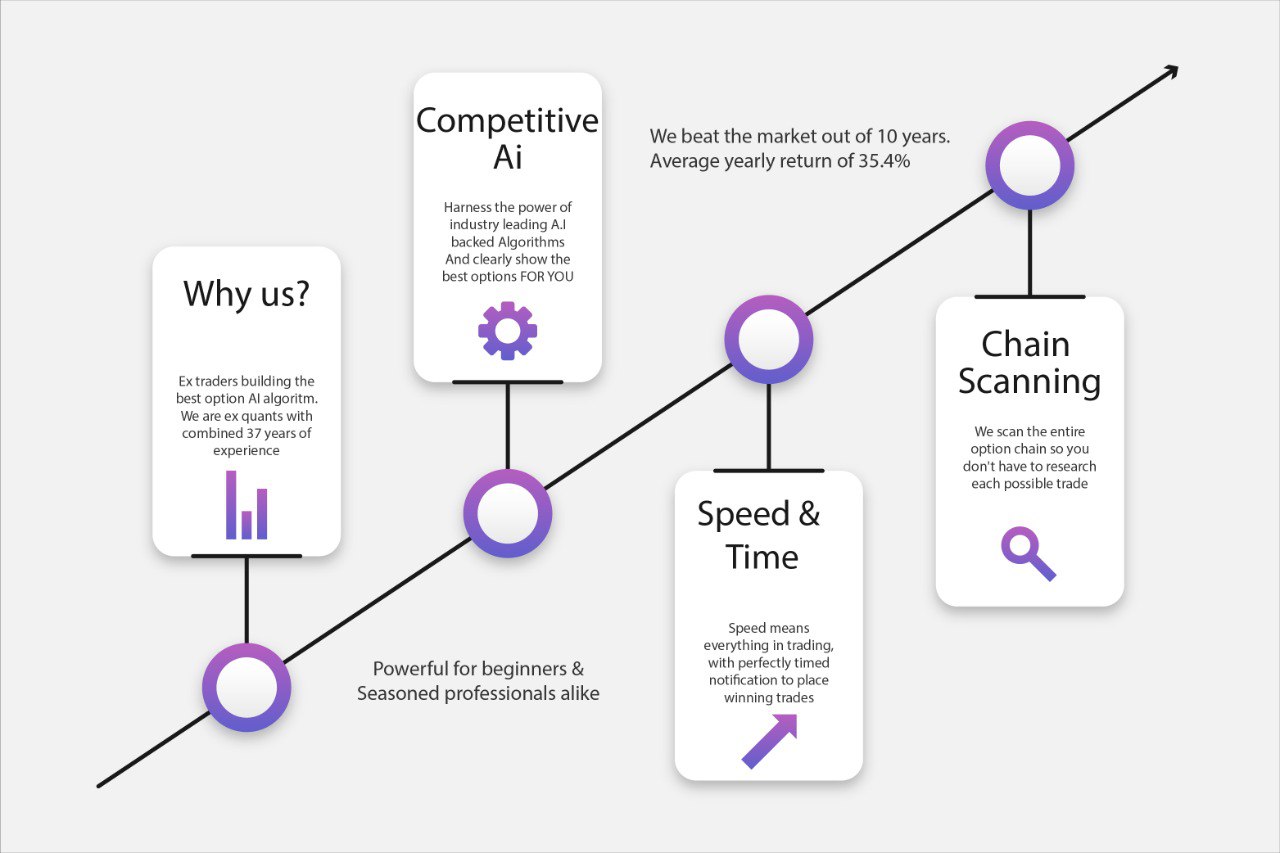 Why us?
Ex traders building the
best option AI algoritm.
We are ex quants with
combined 37 years of
experience
Competitive
Ai
Harness the power of
industry leading A.I
backed Algorithms
And clearly show the
best options FOR YOU
We beat the market out of 10 years.
Average yearly return of 35.4%
Powerful for beginners &
Seasoned professionals alike
Speed &
Time
Speed means
everything in trading,
with perfectly timed
notification to place
winning trades
Chain
Scanning
We scan the entire
option chain so you
don't have to research
each possible trade